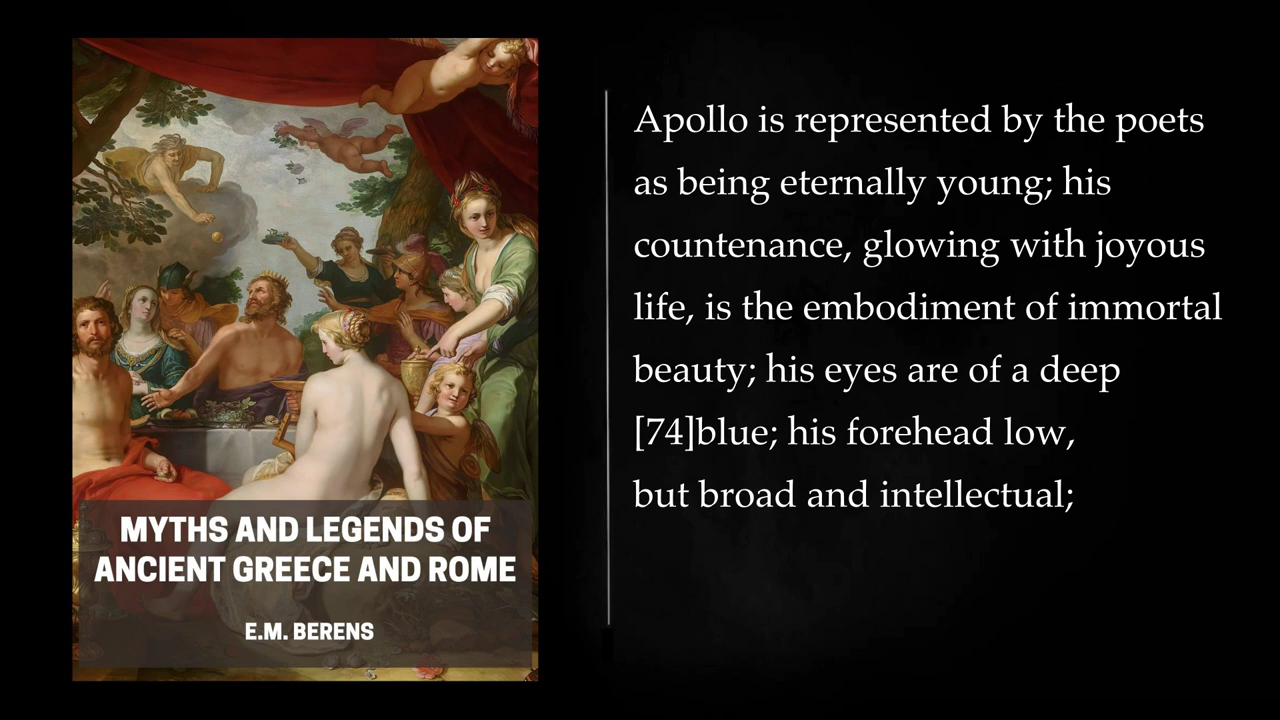 MYTHS AND LEGENDS OF
ANCIENT GREECE AND ROME
E.M. BERENS
Apollo is represented by the poets
as being eternally young; his
countenance, glowing with joyous
life, is the embodiment of immortal
beauty; his eyes are of a deep
[74]blue; his forehead low,
but broad and intellectual;